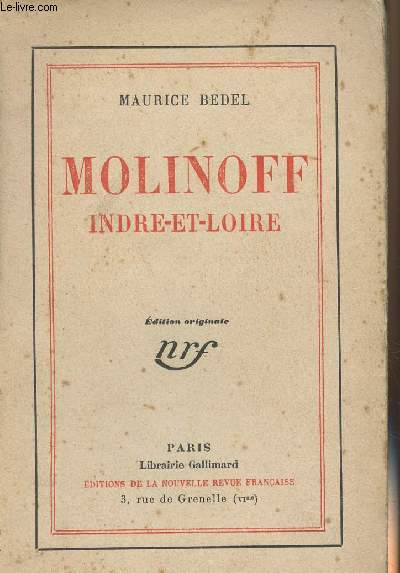 Le-livre.com
MAURICE BEDEL
MOLINOFF
INDRE-ET-LOIRE
Édition originale
nrf
PARIS
Librairie Gallimard
ÉDITIONS DE LA NOUVELLE REVUE FRANÇAISE
3, rue de Grenelle (VIme)